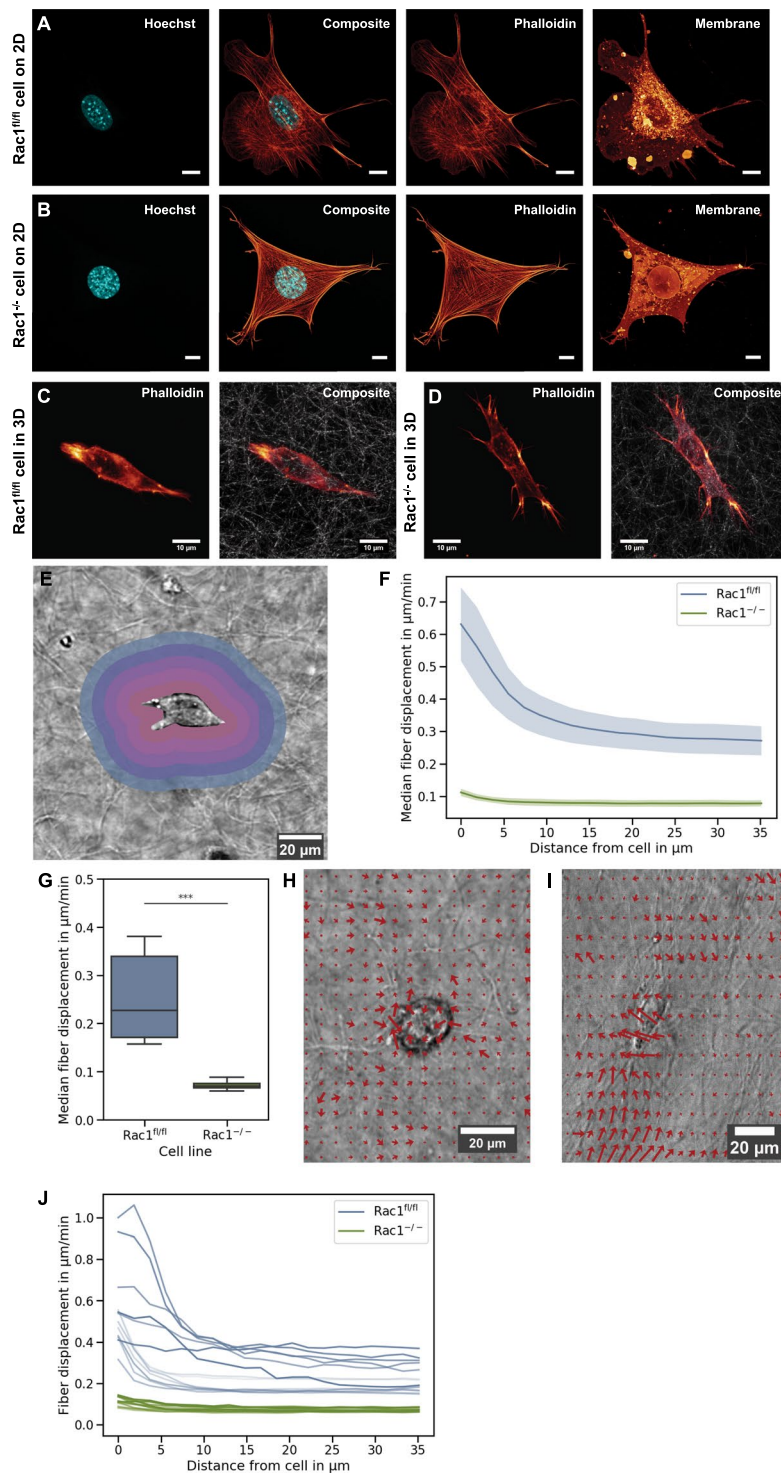 A
Hoechst
Composite
Phalloidin
Membrane
Rac1fl/fl cell on 2D
B
Hoechst
Composite
Phalloidin
Membrane
Rac1-/- cell on 2D
C
Phalloidin
Composite
Rac1fl/fl cell in 3D
10 µm
10 µm
D
Phalloidin
Composite
Rac1-/- cell in 3D
10 µm
10 µm
E
20 µm
F
Rac1fl/fl
Rac1−/−
Median fiber displacement in µm/min
0.7
0.6
0.5
0.4
0.3
0.2
0.1
0 5 10 15 20 25 30 35
Distance from cell in µm
G
Median fiber displacement in µm/min
0.5
0.4
0.3
0.2
0.1
0.0
***
Rac1fl/fl Rac1−/−
Cell line
H
20 µm
I
20 µm
J
Rac1fl/fl
Rac1−/−
Fiber displacement in µm/min
1.0
0.8
0.6
0.4
0.2
0.0
0 5 10 15 20 25 30 35
Distance from cell in µm